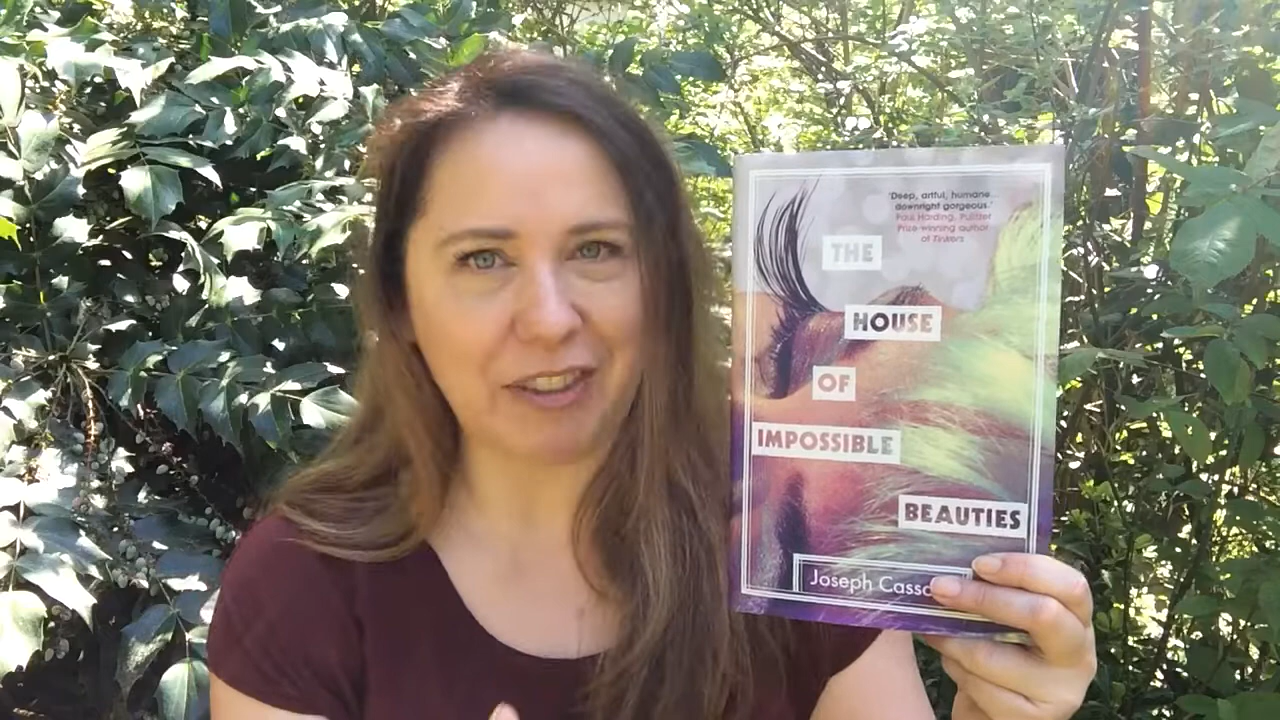 'Deep, artful, humane...
downright gorgeous.'
Paul Harding, Pulitzer
Prize-winning author
of Tinkers
THE
HOUSE
OF
IMPOSSIBLE
BEAUTIES
Joseph